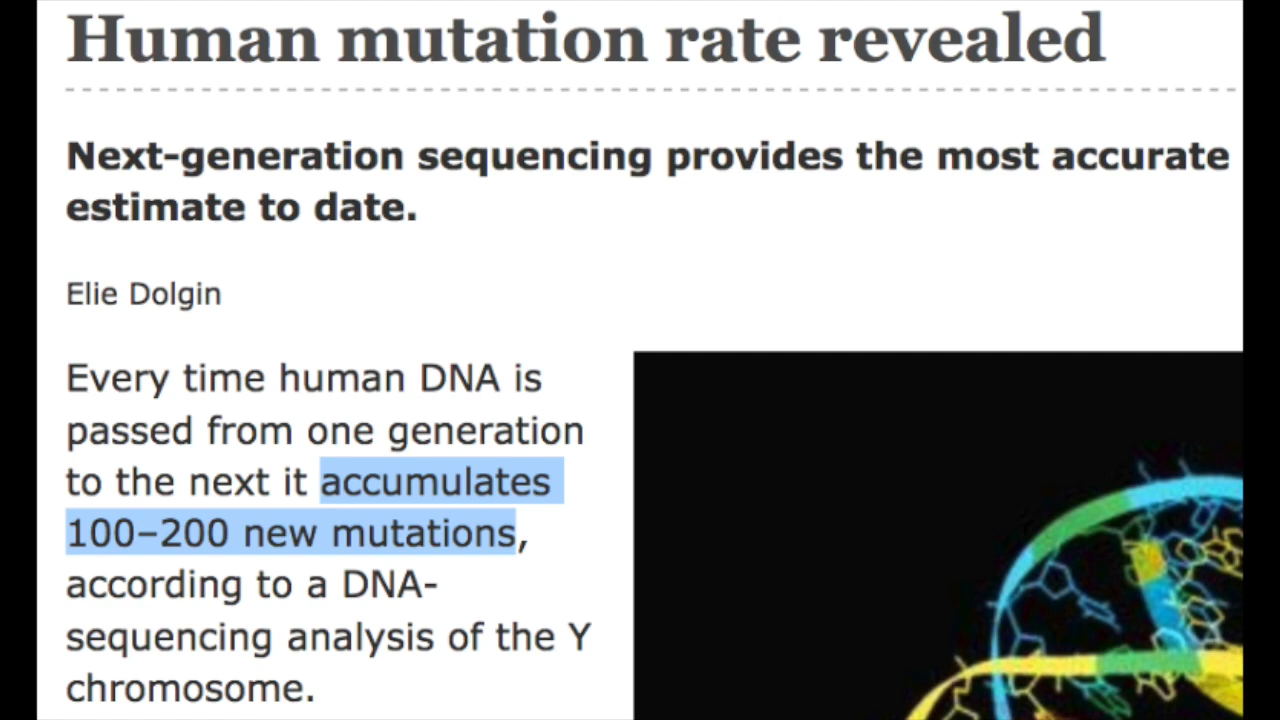 Human mutation rate revealed
Next-generation sequencing provides the most accurate
estimate to date.
Elie Dolgin
Every time human DNA is
passed from one generation
to the next it accumulates
100–200 new mutations,
according to a DNA-
sequencing analysis of the Y
chromosome.